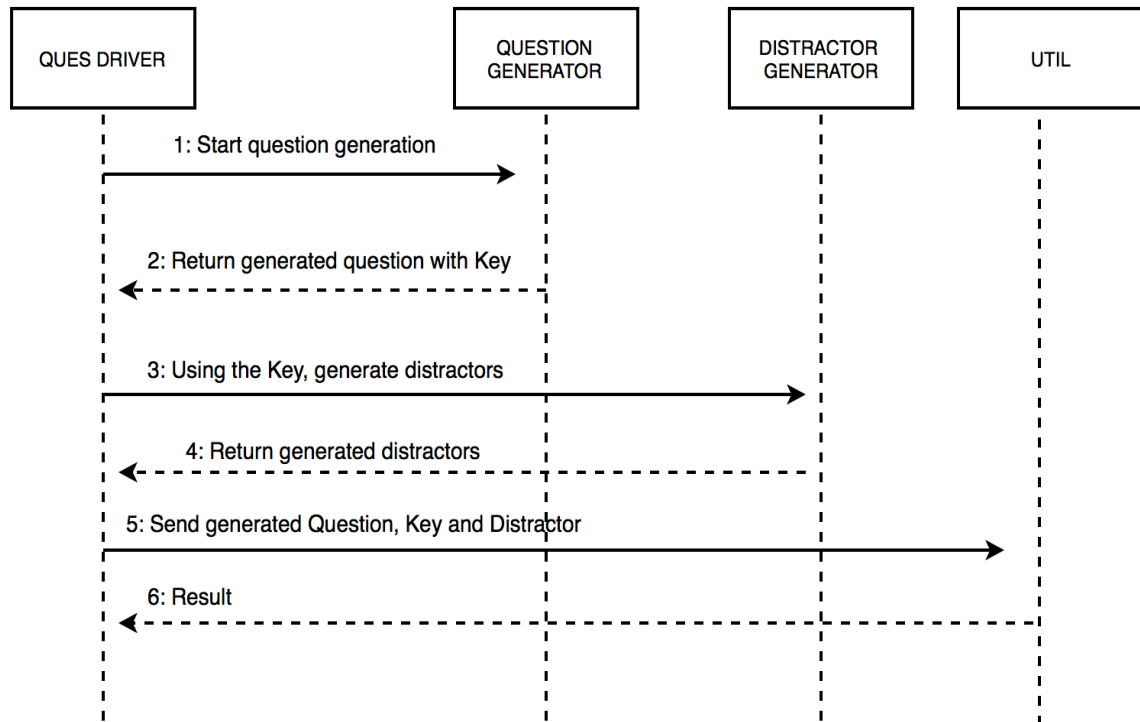 QUES DRIVER
QUESTION
GENERATOR
DISTRACTOR
GENERATOR
UTIL
1: Start question generation
2: Return generated question with Key
3: Using the Key, generate distractors
4: Return generated distractors
5: Send generated Question, Key and Distractor
6: Result